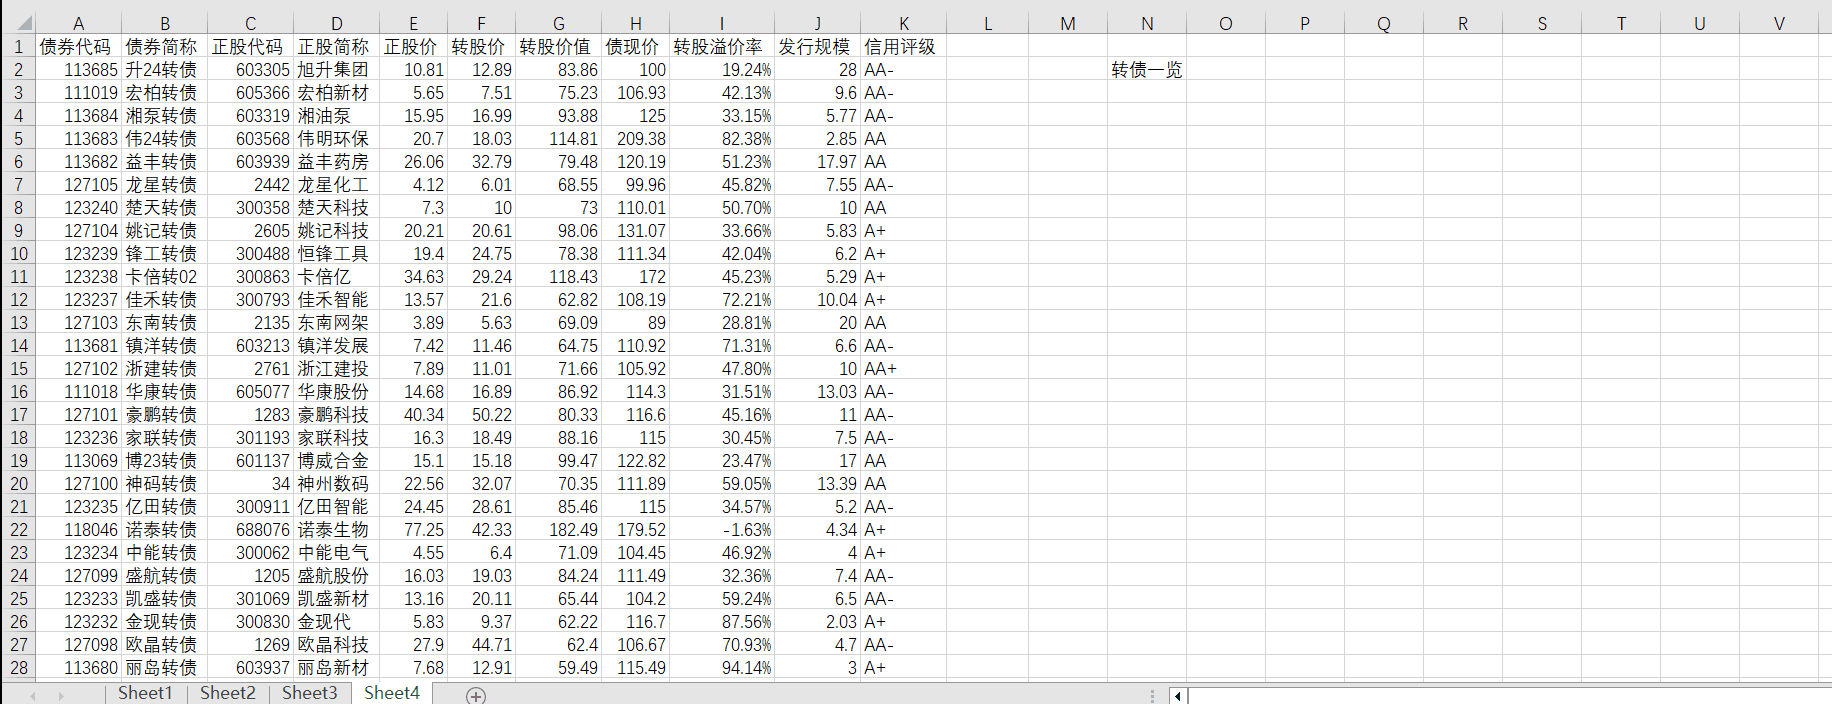 A B C D E F G H I J K L M N O P Q R S T U V
1 债券代码 债券简称 正股代码 正股简称 正股价 转股价 转股价值 债现价 转股溢价率 发行规模 信用评级
2 113685 升24转债 603305 旭升集团 10.81 12.89 83.86 100 19.24% 28 AA- 转债一览
3 111019 宏柏转债 605366 宏柏新材 5.65 7.51 75.23 106.93 42.13% 9.6 AA-
4 113684 湘泵转债 603319 湘油泵 15.95 16.99 93.88 125 33.15% 5.77 AA-
5 113683 伟24转债 603568 伟明环保 20.7 18.03 114.81 209.38 82.38% 2.85 AA
6 113682 益丰转债 603939 益丰药房 26.06 32.79 79.48 120.19 51.23% 17.97 AA
7 127105 龙星转债 2442 龙星化工 4.12 6.01 68.55 99.96 45.82% 7.55 AA-
8 123240 楚天转债 300358 楚天科技 7.3 10 73 110.01 50.70% 10 AA
9 127104 姚记转债 2605 姚记科技 20.21 20.61 98.06 131.07 33.66% 5.83 A+
10 123239 锋工转债 300488 恒锋工具 19.4 24.75 78.38 111.34 42.04% 6.2 A+
11 123238 卡倍转02 300863 卡倍亿 34.63 29.24 118.43 172 45.23% 5.29 A+
12 123237 佳禾转债 300793 佳禾智能 13.57 21.6 62.82 108.19 72.21% 10.04 A+
13 127103 东南转债 2135 东南网架 3.89 5.63 69.09 89 28.81% 20 AA
14 113681 镇洋转债 603213 镇洋发展 7.42 11.46 64.75 110.92 71.31% 6.6 AA-
15 127102 浙建转债 2761 浙江建投 7.89 11.01 71.66 105.92 47.80% 10 AA+
16 111018 华康转债 605077 华康股份 14.68 16.89 86.92 114.3 31.51% 13.03 AA-
17 127101 豪鹏转债 1283 豪鹏科技 40.34 50.22 80.33 116.6 45.16% 11 AA-
18 123236 家联转债 301193 家联科技 16.3 18.49 88.16 115 30.45% 7.5 AA-
19 113069 博23转债 601137 博威合金 15.1 15.18 99.47 122.82 23.47% 17 AA
20 127100 神码转债 34 神州数码 22.56 32.07 70.35 111.89 59.05% 13.39 AA
21 123235 亿田转债 300911 亿田智能 24.45 28.61 85.46 115 34.57% 5.2 AA-
22 118046 诺泰转债 688076 诺泰生物 77.25 42.33 182.49 179.52 -1.63% 4.34 A+
23 123234 中能转债 300062 中能电气 4.55 6.4 71.09 104.45 46.92% 4 A+
24 127099 盛航转债 1205 盛航股份 16.03 19.03 84.24 111.49 32.36% 7.4 AA-
25 123233 凯盛转债 301069 凯盛新材 13.16 20.11 65.44 104.2 59.24% 6.5 AA-
26 123232 金现转债 300830 金现代 5.83 9.37 62.22 116.7 87.56% 2.03 A+
27 127098 欧晶转债 1269 欧晶科技 27.9 44.71 62.4 106.67 70.93% 4.7 AA-
28 113680 丽岛转债 603937 丽岛新材 7.68 12.91 59.49 115.49 94.14% 3 A+
Sheet1 Sheet2 Sheet3 Sheet4